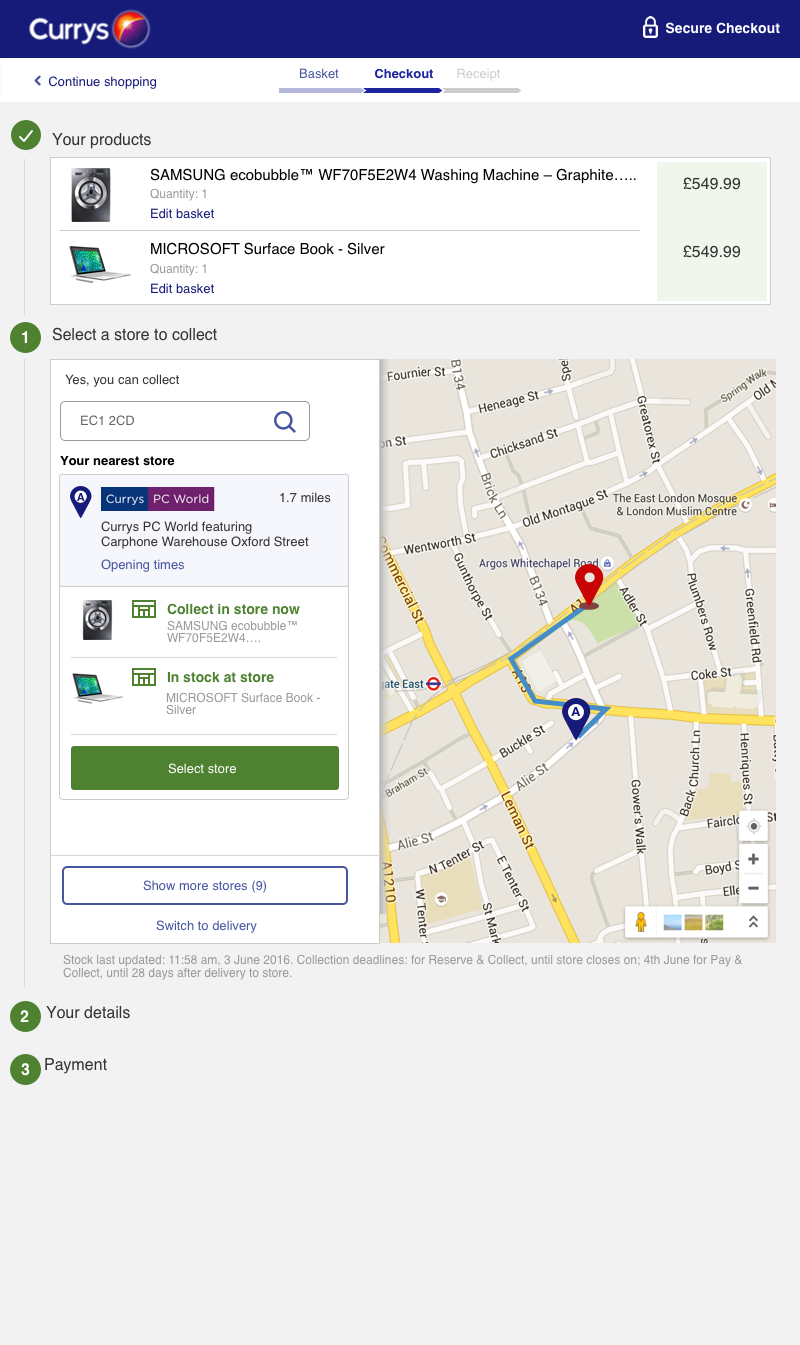 Currys
Secure Checkout
Continue shopping
Basket
Checkout
Receipt
Your products
SAMSUNG ecobubble™ WF70F5E2W4 Washing Machine – Graphite…..
Quantity: 1
Edit basket
£549.99
MICROSOFT Surface Book - Silver
Quantity: 1
Edit basket
£549.99
1
Select a store to collect
Yes, you can collect
EC1 2CD
Your nearest store
A
Currys PC World
1.7 miles
Currys PC World featuring
Carphone Warehouse Oxford Street
Opening times
Collect in store now
SAMSUNG ecobubble™
WF70F5E2W4….
In stock at store
MICROSOFT Surface Book -
Silver
Select store
Show more stores (9)
Switch to delivery
Fournier St
B134
Heneage St
Chicksand St
Greatorex St
Spring Walk
Old
on St
Brick Ln
Old Montague St
The East London Mosque
& London Muslim Centre
Wentworth St
Commercial St
Gunthorpe St
Argos Whitechapel Road
B134
Adler St
Plumbers Row
Greenfield Rd
gate East
Coke St
A
Buckle St
Braham St
Alie St
Alie St
Leman St
Back Church Ln
Henriques St
Gower's Walk
Fairclo
St
N Tenter St
E Tenter St
W Tenter
St Mark
A1210
Boyd S
Elle
Stock last updated: 11:58 am, 3 June 2016. Collection deadlines: for Reserve & Collect, until store closes on; 4th June for Pay &
Collect, until 28 days after delivery to store.
2
Your details
3
Payment